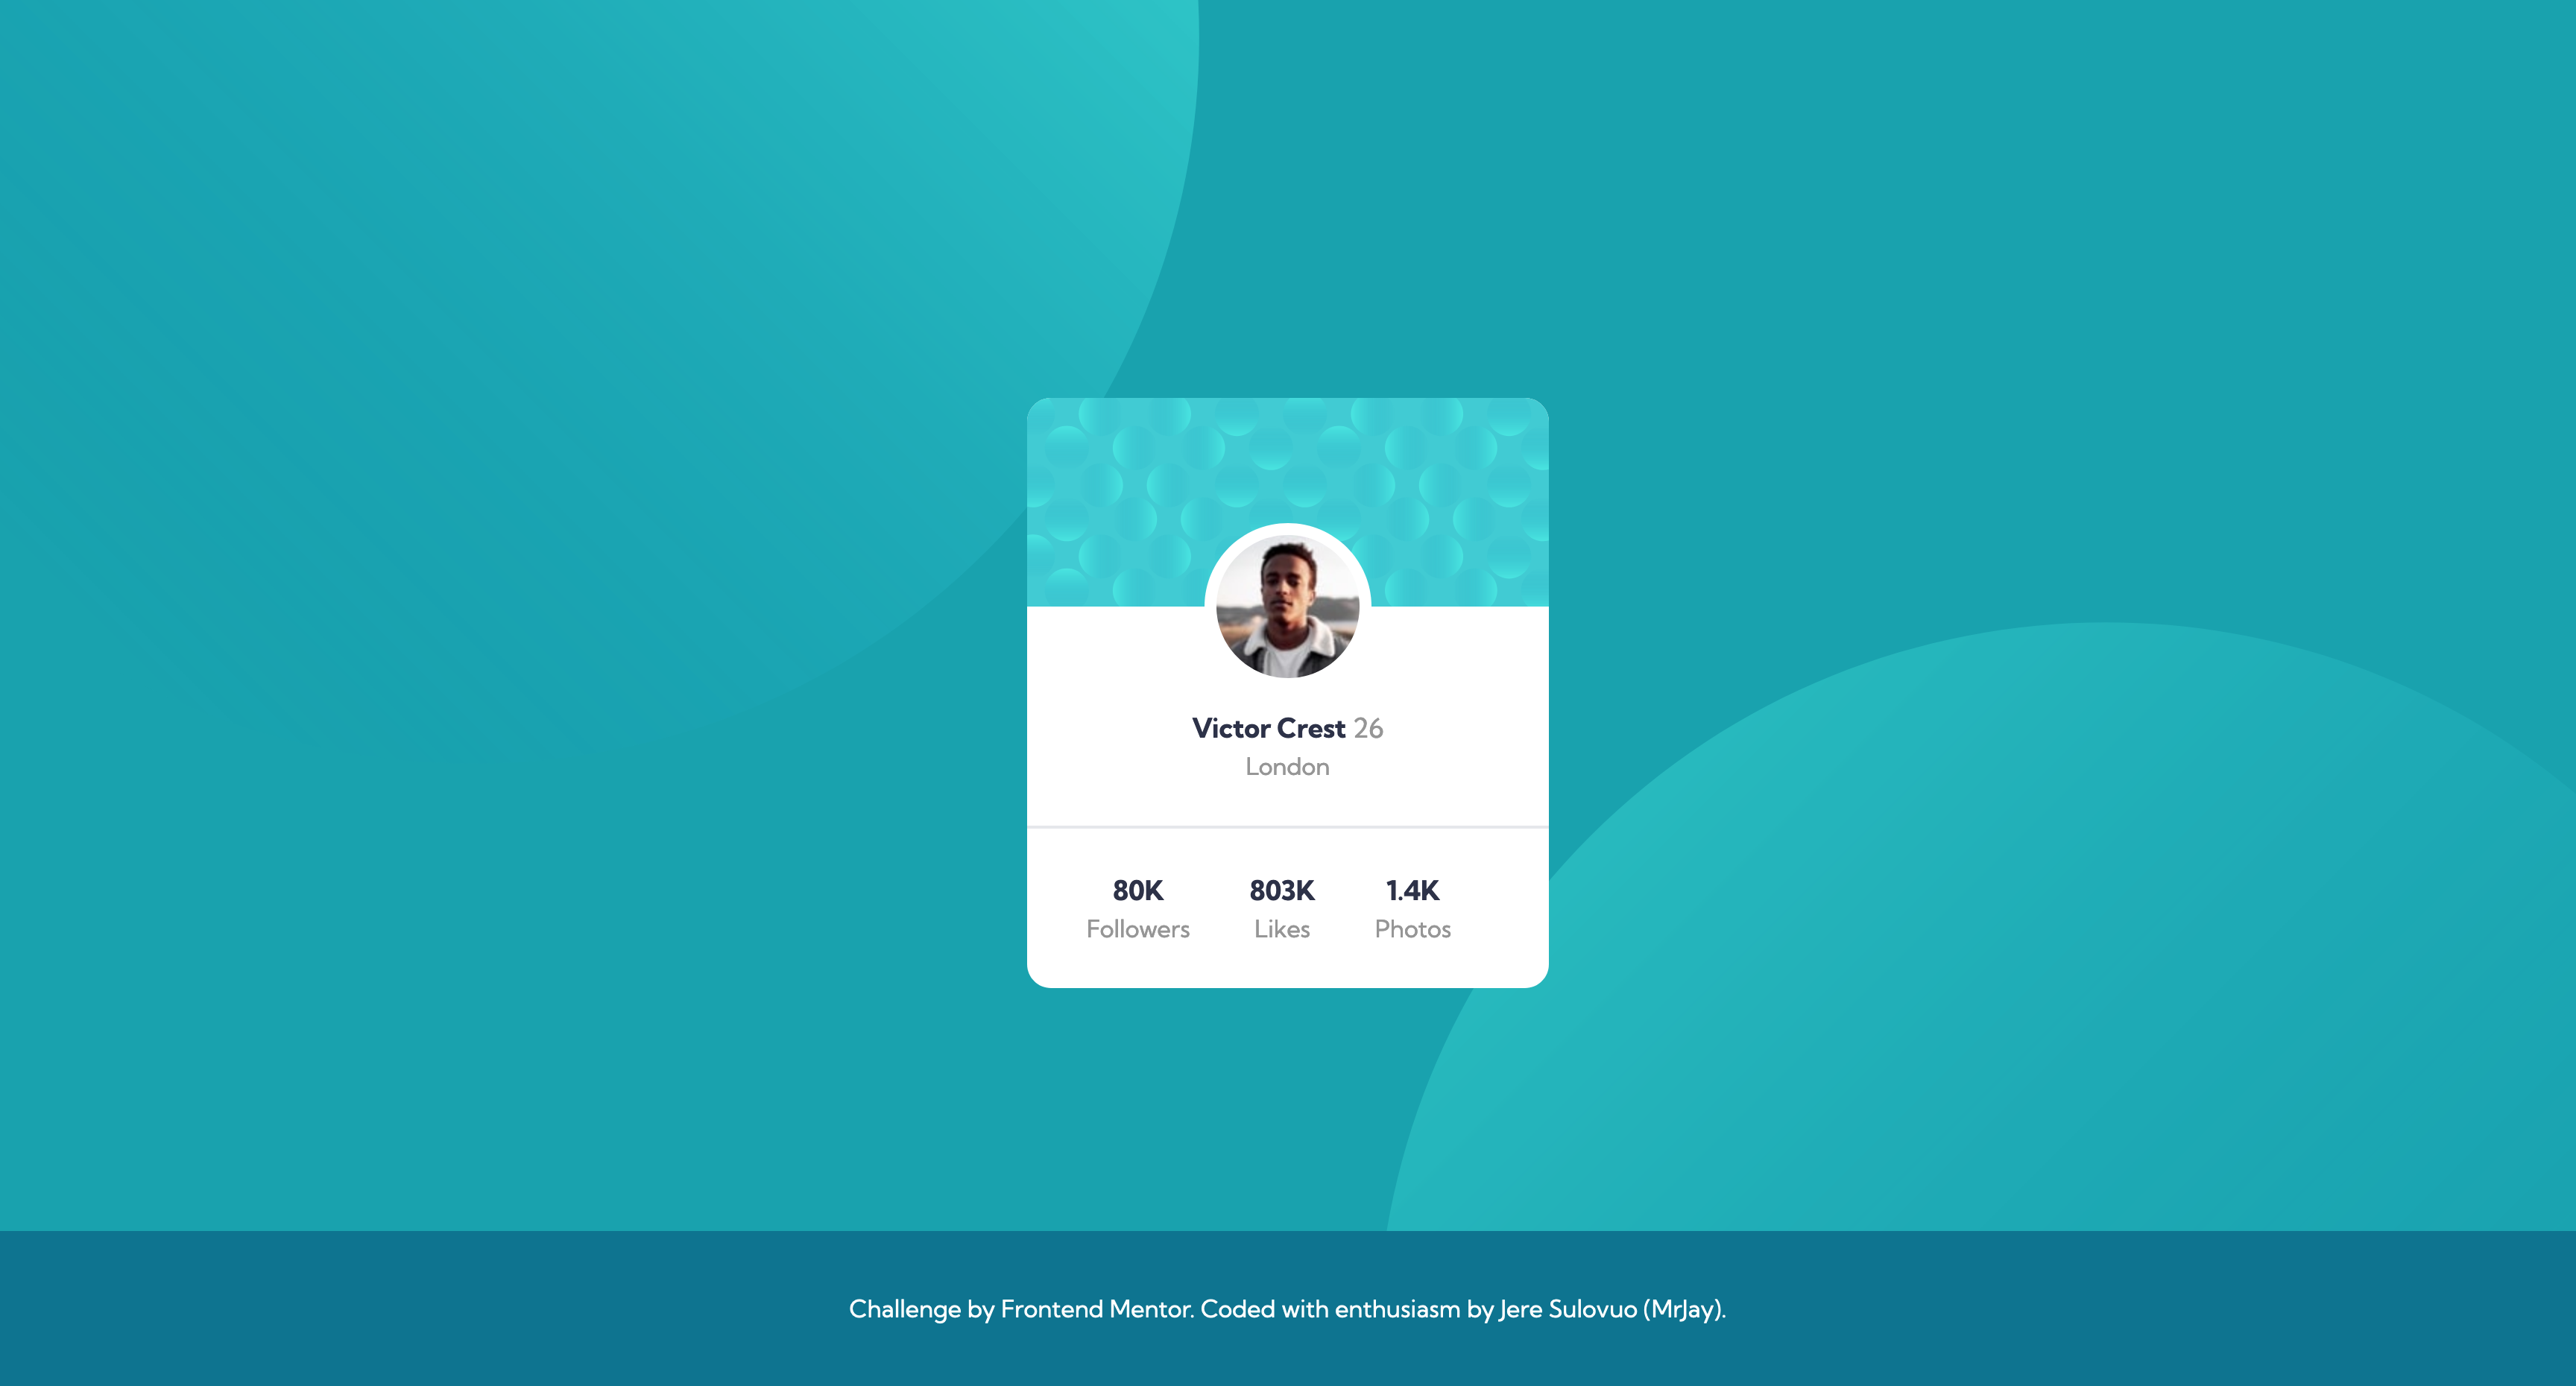 Victor Crest 26
London
80K 803K 1.4K
Followers Likes Photos
Challenge by Frontend Mentor. Coded with enthusiasm by Jere Sulovuo (MrJay).